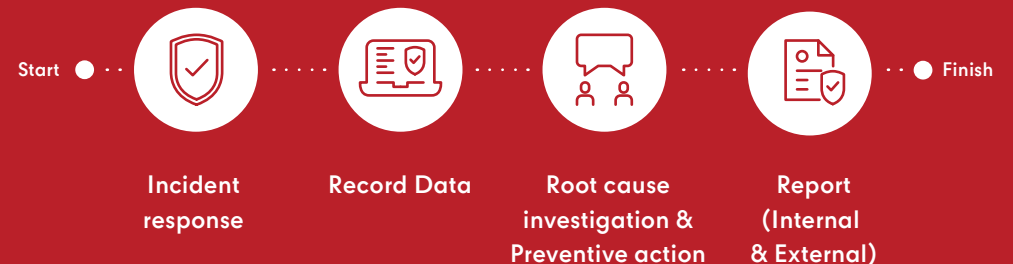 Start
Finish
Incident
response
Record Data
Root cause
investigation &
Preventive action
Report
(Internal
& External)